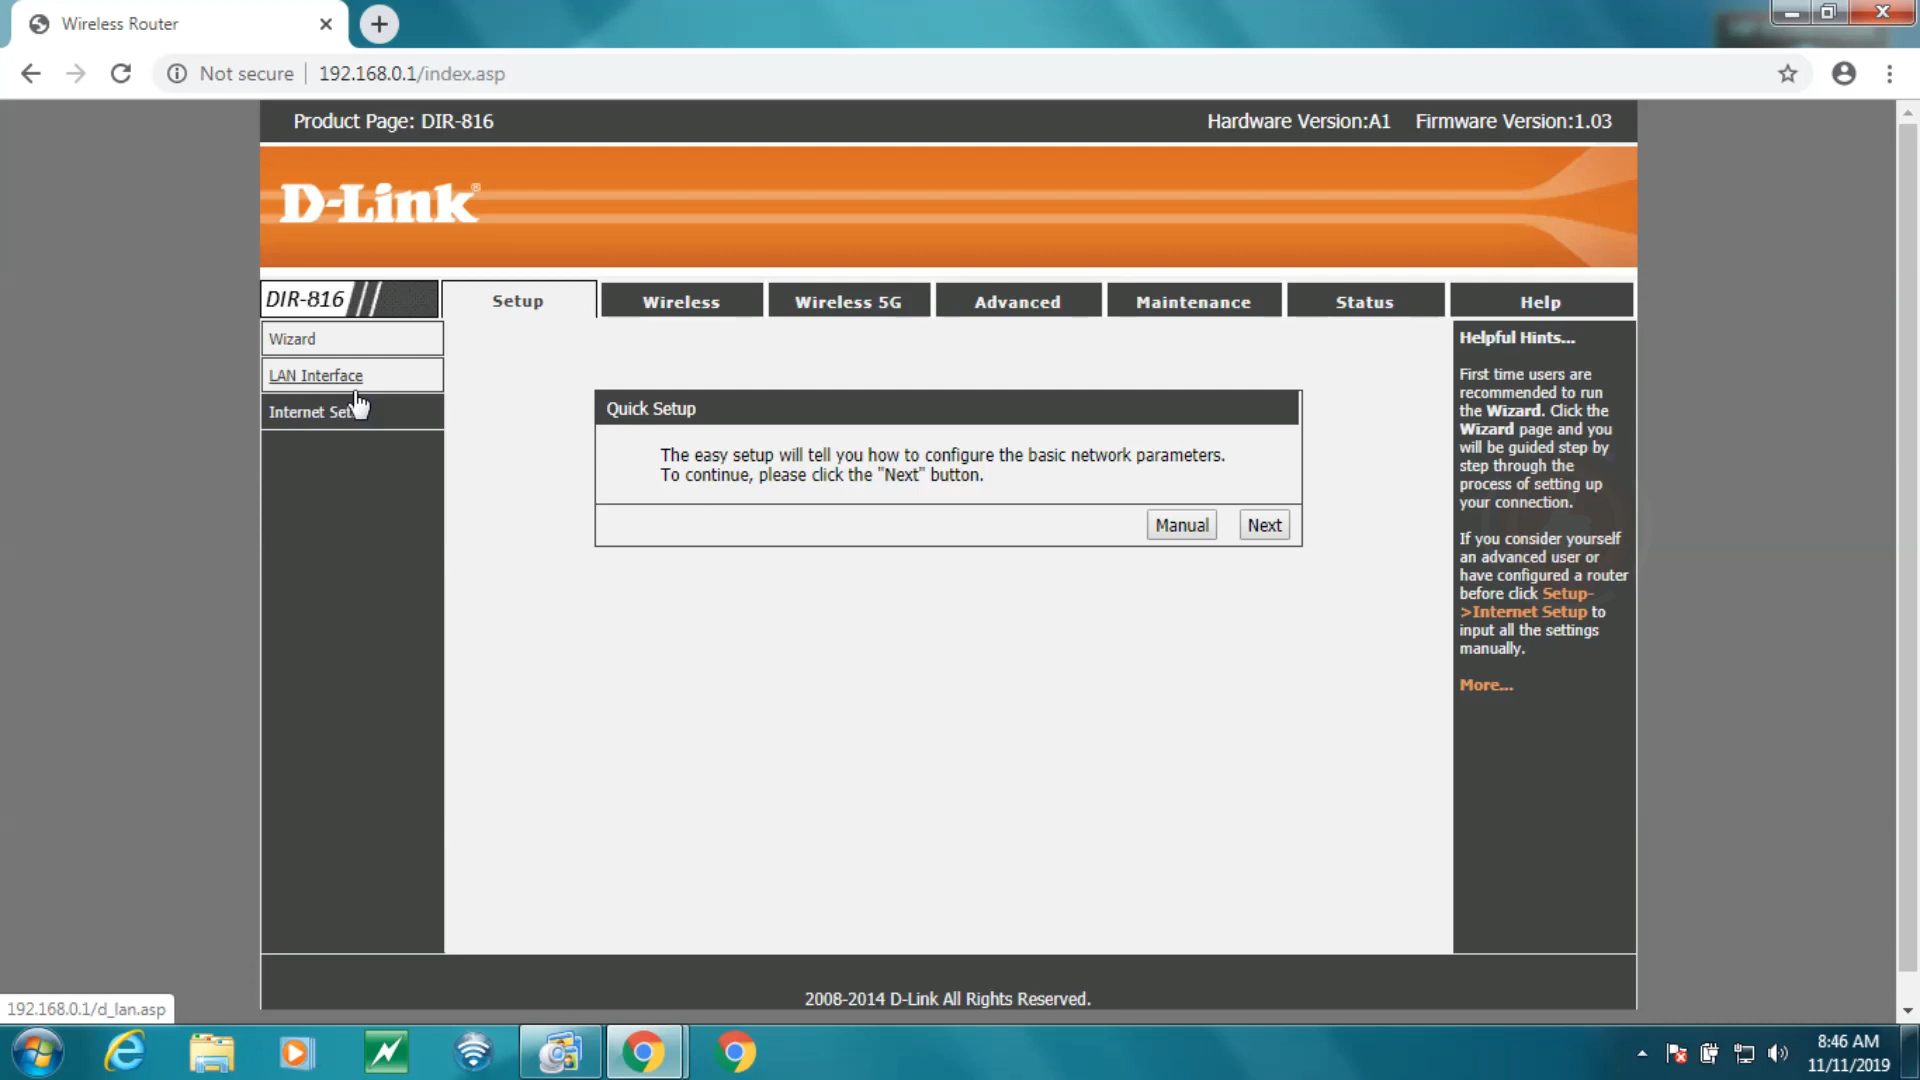 Wireless Router
Not secure
192.168.0.1/index.asp
Product Page: DIR-816
Hardware Version:A1 Firmware Version:1.03
D-Link®
DIR-816
Setup
Wireless
Wireless 5G
Advanced
Maintenance
Status
Help
Wizard
LAN Interface
Internet Set
Quick Setup
The easy setup will tell you how to configure the basic network parameters.
To continue, please click the "Next" button.
Manual
Next
Helpful Hints...
First time users are
recommended to run
the Wizard. Click the
Wizard page and you
will be guided step by
step through the
process of setting up
your connection.
If you consider yourself
an advanced user or
have configured a router
before click Setup-
>Internet Setup to
input all the settings
manually.
More...
2008-2014 D-Link All Rights Reserved.
192.168.0.1/d_lan.asp
8:46 AM
11/11/2019